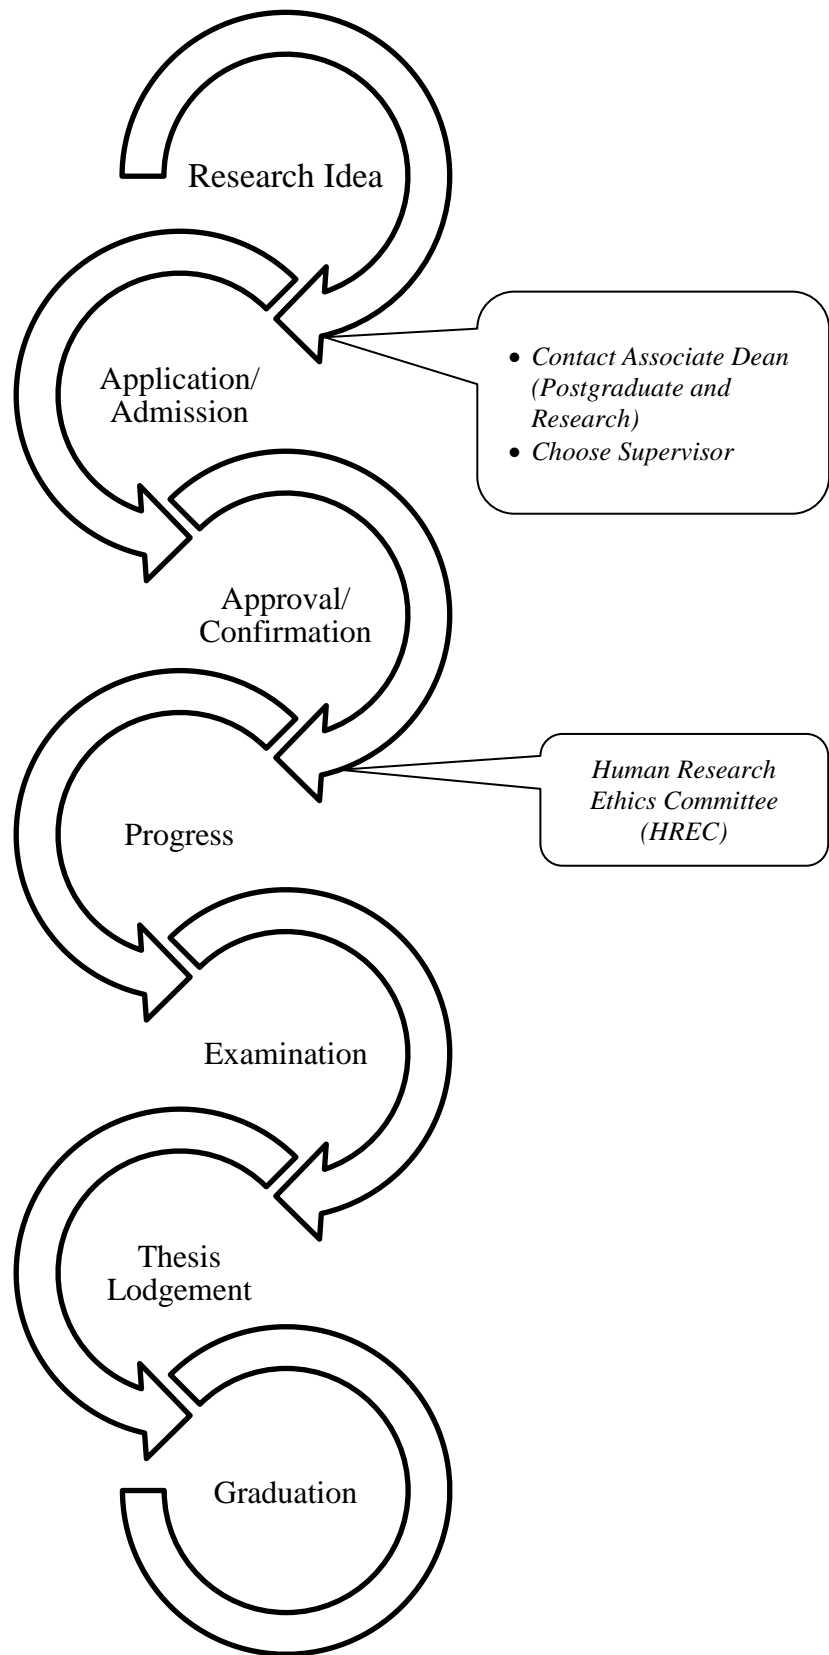 Research Idea
Application/
Admission
• Contact Associate Dean
(Postgraduate and
Research)
• Choose Supervisor
Approval/
Confirmation
Progress
Human Research
Ethics Committee
(HREC)
Examination
Thesis
Lodgement
Graduation